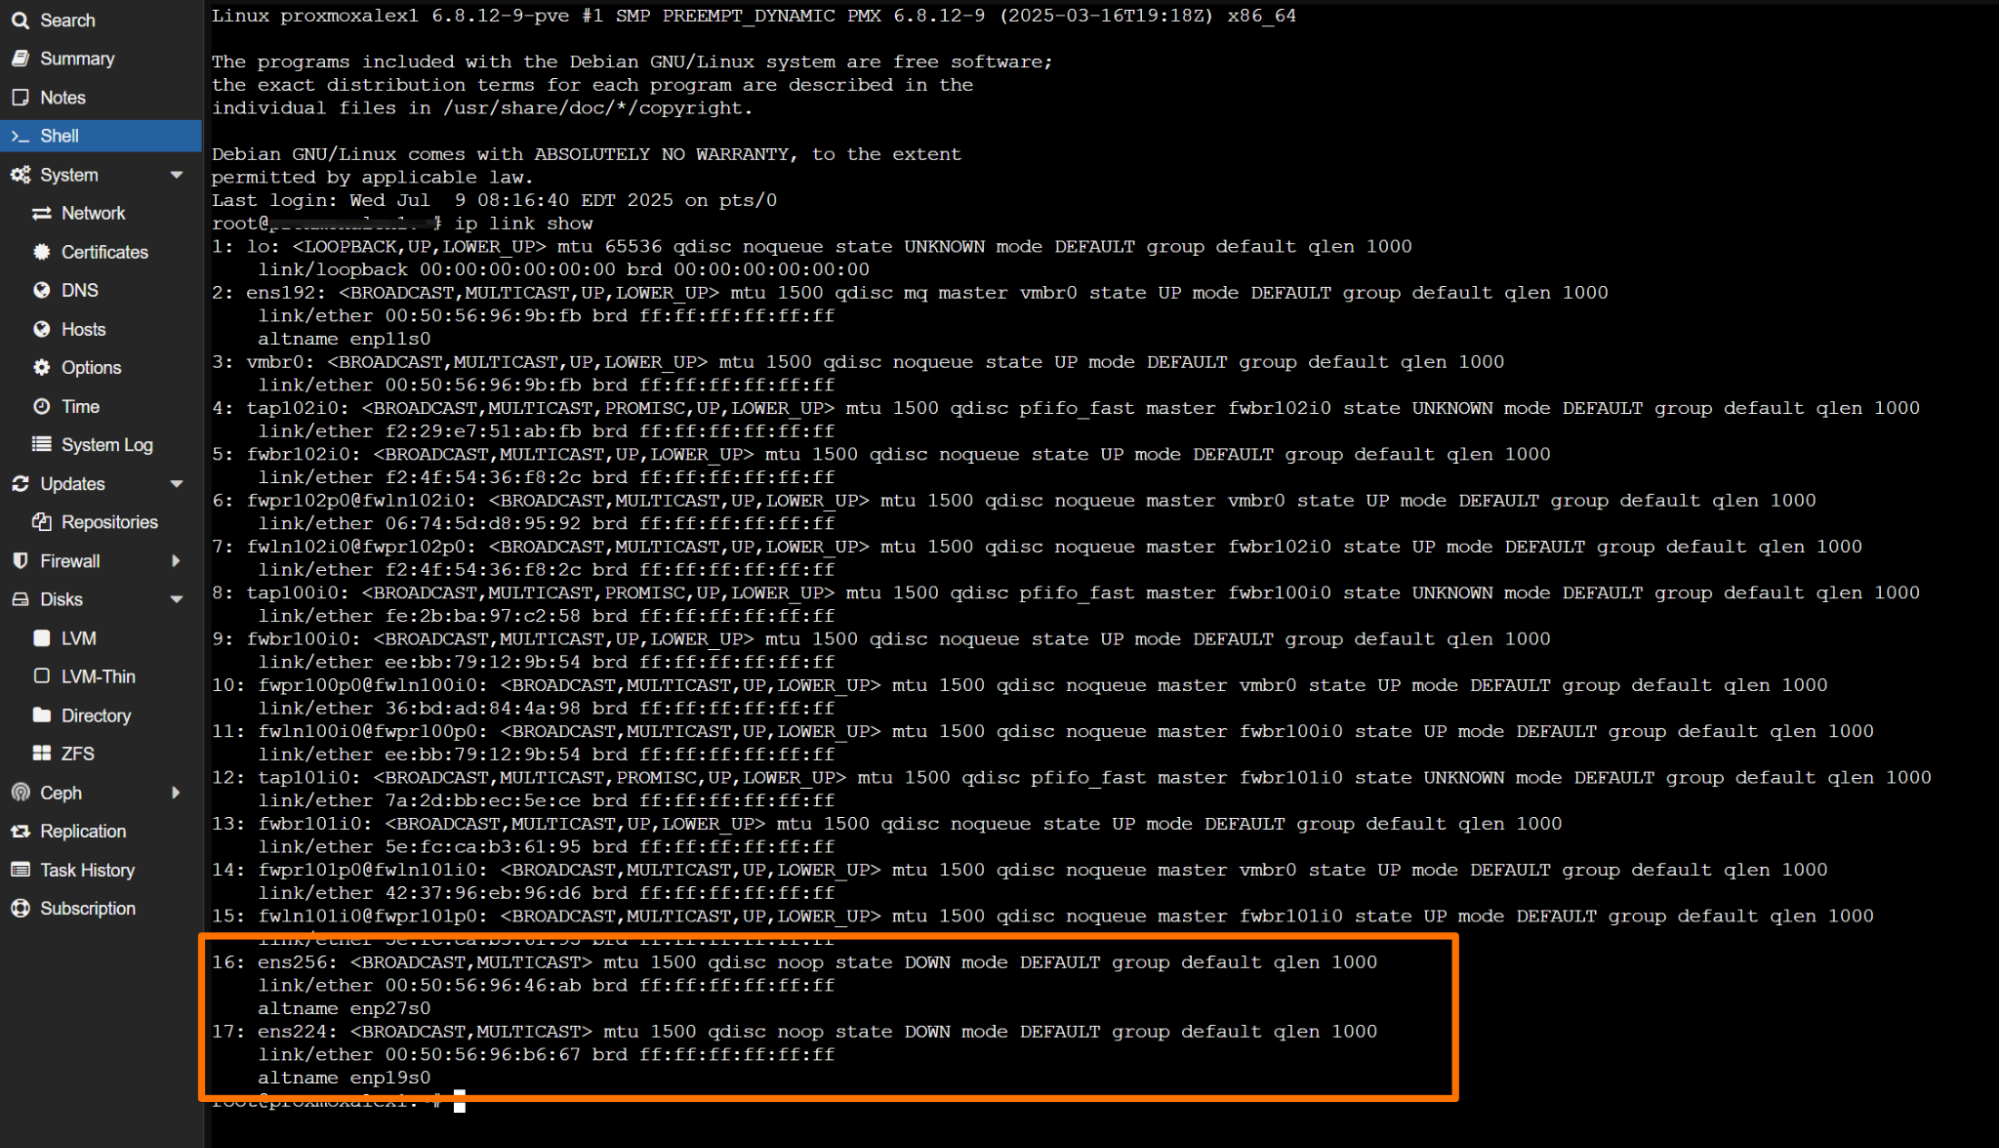 Search
Summary
Notes
Shell
System
Network
Certificates
DNS
Hosts
Options
Time
System Log
Updates
Repositories
Firewall
Disks
LVM
LVM-Thin
Directory
ZFS
Ceph
Replication
Task History
Subscription
Linux proxmoxalex1 6.8.12-9-pve #1 SMP PREEMPT_DYNAMIC PMX 6.8.12-9 (2025-03-16T19:18Z) x86_64
The programs included with the Debian GNU/Linux system are free software;
the exact distribution terms for each program are described in the
individual files in /usr/share/doc/*/copyright.
Debian GNU/Linux comes with ABSOLUTELY NO WARRANTY, to the extent
permitted by applicable law.
Last login: Wed Jul  9 08:16:40 EDT 2025 on pts/0
root@ ip link show
1: lo: <LOOPBACK,UP,LOWER_UP> mtu 65536 qdisc noqueue state UNKNOWN mode DEFAULT group default qlen 1000
link/loopback 00:00:00:00:00:00 brd 00:00:00:00:00:00
2: ens192: <BROADCAST,MULTICAST,UP,LOWER_UP> mtu 1500 qdisc mq master vmbr0 state UP mode DEFAULT group default qlen 1000
link/ether 00:50:56:96:9b:fb brd ff:ff:ff:ff:ff:ff
altname enp11s0
3: vmbr0: <BROADCAST,MULTICAST,UP,LOWER_UP> mtu 1500 qdisc noqueue state UP mode DEFAULT group default qlen 1000
link/ether 00:50:56:96:9b:fb brd ff:ff:ff:ff:ff:ff
4: tap102i0: <BROADCAST,MULTICAST,PROMISC,UP,LOWER_UP> mtu 1500 qdisc pfifo_fast master fwbr102i0 state UNKNOWN mode DEFAULT group default qlen 1000
link/ether f2:29:e7:51:ab:fb brd ff:ff:ff:ff:ff:ff
5: fwbr102i0: <BROADCAST,MULTICAST,UP,LOWER_UP> mtu 1500 qdisc noqueue state UP mode DEFAULT group default qlen 1000
link/ether f2:4f:54:36:f8:2c brd ff:ff:ff:ff:ff:ff
6: fwpr102p0@fwln102i0: <BROADCAST,MULTICAST,UP,LOWER_UP> mtu 1500 qdisc noqueue master vmbr0 state UP mode DEFAULT group default qlen 1000
link/ether 06:74:5d:d8:95:92 brd ff:ff:ff:ff:ff:ff
7: fwln102i0@fwpr102p0: <BROADCAST,MULTICAST,UP,LOWER_UP> mtu 1500 qdisc noqueue master fwbr102i0 state UP mode DEFAULT group default qlen 1000
link/ether f2:4f:54:36:f8:2c brd ff:ff:ff:ff:ff:ff
8: tap100i0: <BROADCAST,MULTICAST,PROMISC,UP,LOWER_UP> mtu 1500 qdisc pfifo_fast master fwbr100i0 state UNKNOWN mode DEFAULT group default qlen 1000
link/ether fe:2b:ba:97:c2:58 brd ff:ff:ff:ff:ff:ff
9: fwbr100i0: <BROADCAST,MULTICAST,UP,LOWER_UP> mtu 1500 qdisc noqueue state UP mode DEFAULT group default qlen 1000
link/ether ee:bb:79:12:9b:54 brd ff:ff:ff:ff:ff:ff
10: fwpr100p0@fwln100i0: <BROADCAST,MULTICAST,UP,LOWER_UP> mtu 1500 qdisc noqueue master vmbr0 state UP mode DEFAULT group default qlen 1000
link/ether 36:bd:ad:84:4a:98 brd ff:ff:ff:ff:ff:ff
11: fwln100i0@fwpr100p0: <BROADCAST,MULTICAST,UP,LOWER_UP> mtu 1500 qdisc noqueue master fwbr100i0 state UP mode DEFAULT group default qlen 1000
link/ether ee:bb:79:12:9b:54 brd ff:ff:ff:ff:ff:ff
12: tap101i0: <BROADCAST,MULTICAST,PROMISC,UP,LOWER_UP> mtu 1500 qdisc pfifo_fast master fwbr101i0 state UNKNOWN mode DEFAULT group default qlen 1000
link/ether 7a:2d:bb:ec:5e:ce brd ff:ff:ff:ff:ff:ff
13: fwbr101i0: <BROADCAST,MULTICAST,UP,LOWER_UP> mtu 1500 qdisc noqueue state UP mode DEFAULT group default qlen 1000
link/ether 5e:fc:ca:b3:61:95 brd ff:ff:ff:ff:ff:ff
14: fwpr101p0@fwln101i0: <BROADCAST,MULTICAST,UP,LOWER_UP> mtu 1500 qdisc noqueue master vmbr0 state UP mode DEFAULT group default qlen 1000
link/ether 42:37:96:eb:96:d6 brd ff:ff:ff:ff:ff:ff
15: fwln101i0@fwpr101p0: <BROADCAST,MULTICAST,UP,LOWER_UP> mtu 1500 qdisc noqueue master fwbr101i0 state UP mode DEFAULT group default qlen 1000
link/ether 5e:fc:ca:b3:61:95 brd ff:ff:ff:ff:ff:ff
16: ens256: <BROADCAST,MULTICAST> mtu 1500 qdisc noop state DOWN mode DEFAULT group default qlen 1000
link/ether 00:50:56:96:46:ab brd ff:ff:ff:ff:ff:ff
altname enp27s0
17: ens224: <BROADCAST,MULTICAST> mtu 1500 qdisc noop state DOWN mode DEFAULT group default qlen 1000
link/ether 00:50:56:96:b6:67 brd ff:ff:ff:ff:ff:ff
altname enp19s0
root@proxmoxalex1:~#